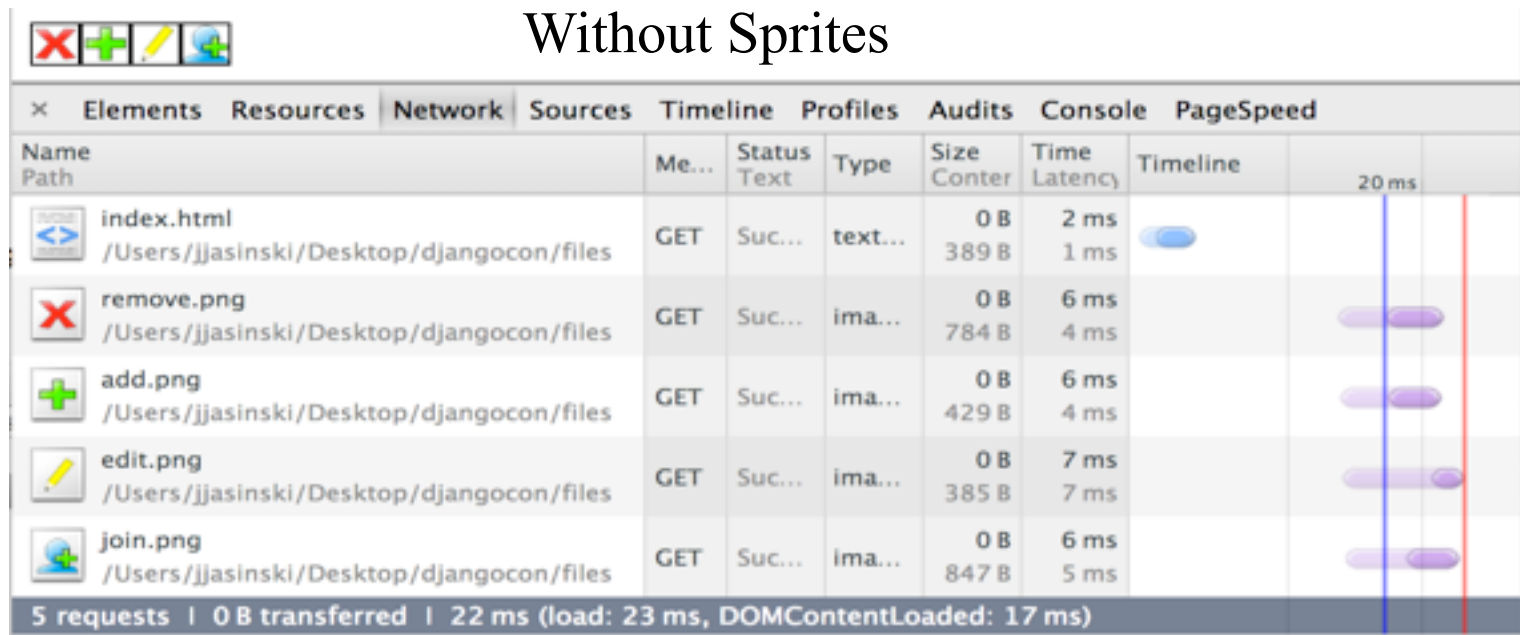 Without Sprites
× Elements Resources Network Sources Timeline Profiles Audits Console PageSpeed
Name Me... Status Type Size Time Timeline
Path Text Conter Latency 20 ms
index.html 0 B 2 ms
/Users/jjasinski/Desktop/djangocon/files GET Suc... text... 389 B 1 ms
remove.png 0 B 6 ms
/Users/jjasinski/Desktop/djangocon/files GET Suc... ima... 784 B 4 ms
add.png 0 B 6 ms
/Users/jjasinski/Desktop/djangocon/files GET Suc... ima... 429 B 4 ms
edit.png 0 B 7 ms
/Users/jjasinski/Desktop/djangocon/files GET Suc... ima... 385 B 7 ms
join.png 0 B 6 ms
/Users/jjasinski/Desktop/djangocon/files GET Suc... ima... 847 B 5 ms
5 requests | 0 B transferred | 22 ms (load: 23 ms, DOMContentLoaded: 17 ms)